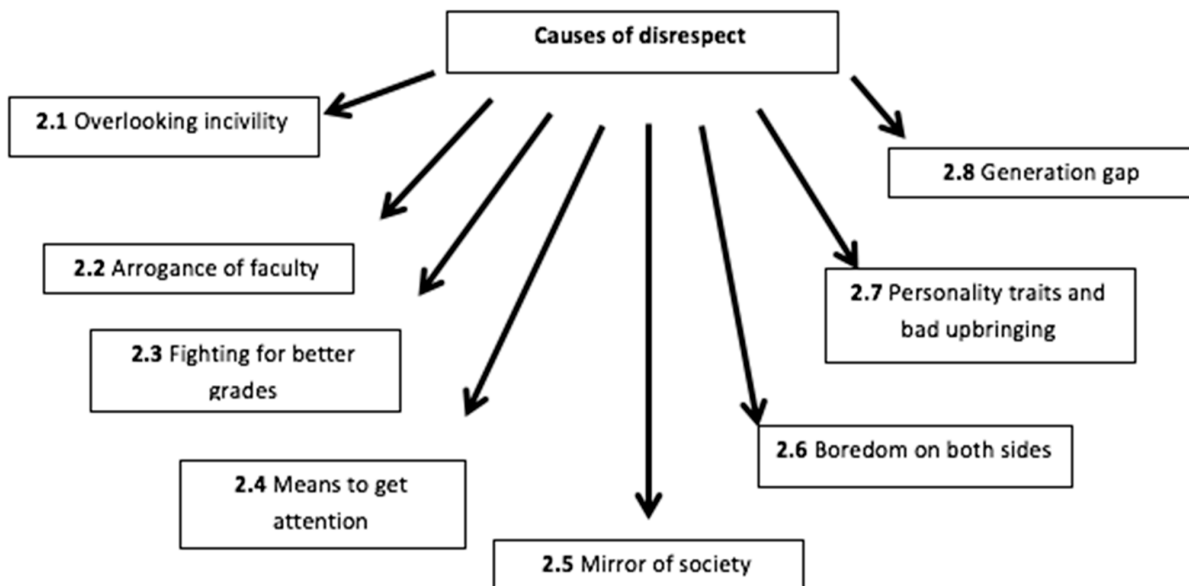 Causes of disrespect
2.1 Overlooking incivility
2.2 Arrogance of faculty
2.3 Fighting for better
grades
2.4 Means to get
attention
2.5 Mirror of society
2.6 Boredom on both sides
2.7 Personality traits and
bad upbringing
2.8 Generation gap